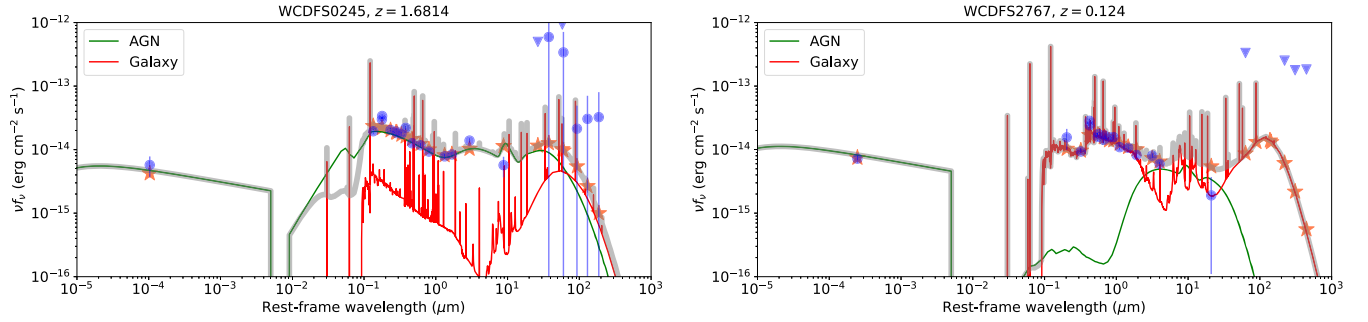 WCDFS0245, z = 1.6814
AGN
Galaxy
νf_ν (erg cm⁻² s⁻¹)
10⁻¹²
10⁻¹³
10⁻¹⁴
10⁻¹⁵
10⁻¹⁶
10⁻⁵ 10⁻⁴ 10⁻³ 10⁻² 10⁻¹ 10⁰ 10¹ 10² 10³
Rest-frame wavelength (μm)
WCDFS2767, z = 0.124
AGN
Galaxy
νf_ν (erg cm⁻² s⁻¹)
10⁻¹²
10⁻¹³
10⁻¹⁴
10⁻¹⁵
10⁻¹⁶
10⁻⁵ 10⁻⁴ 10⁻³ 10⁻² 10⁻¹ 10⁰ 10¹ 10² 10³
Rest-frame wavelength (μm)